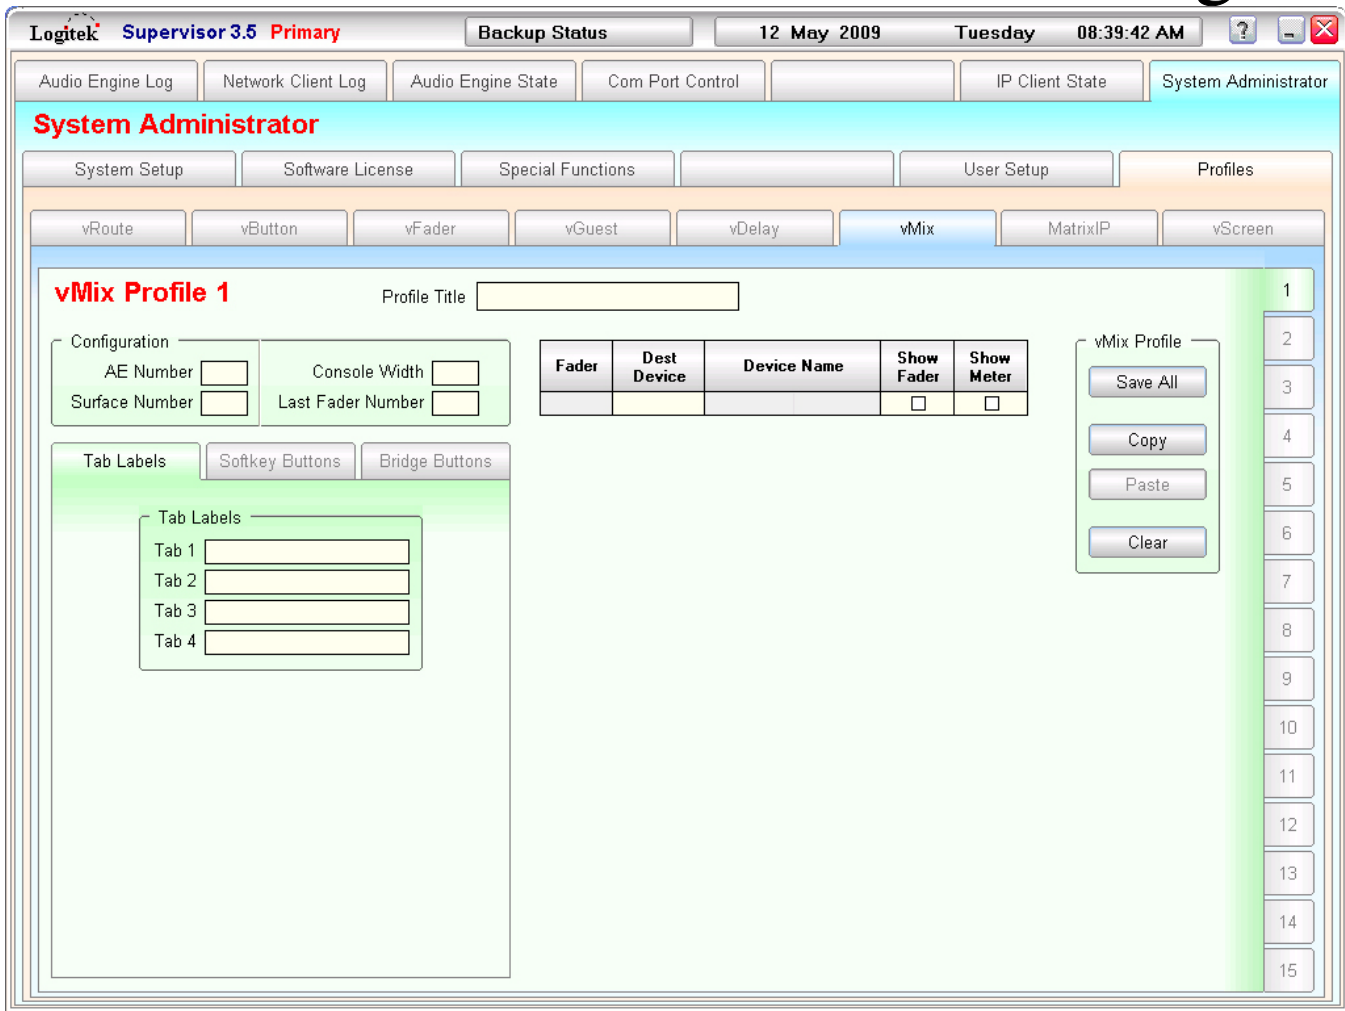 Logitek Supervisor 3.5 Primary Backup Status 12 May 2009 Tuesday 08:39:42 AM ?
Audio Engine Log Network Client Log Audio Engine State Com Port Control IP Client State System Administrator
System Administrator
System Setup Software License Special Functions User Setup Profiles
vRoute vButton vFader vGuest vDelay vMix MatrixIP vScreen
vMix Profile 1 Profile Title
Configuration
AE Number Console Width
Surface Number Last Fader Number
Fader Dest Device Device Name Show Fader Show Meter
vMix Profile
Save All
Copy
Paste
Clear
Tab Labels Softkey Buttons Bridge Buttons
Tab Labels
Tab 1
Tab 2
Tab 3
Tab 4
1
2
3
4
5
6
7
8
9
10
11
12
13
14
15